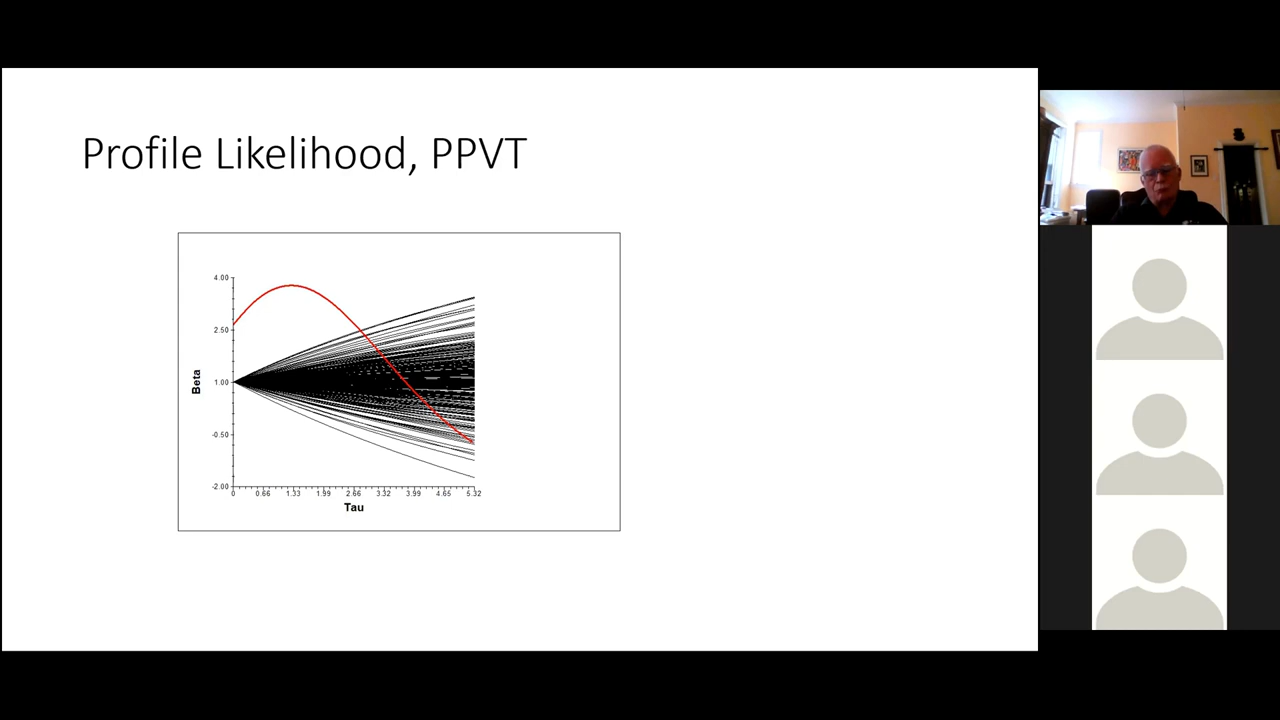 Profile Likelihood, PPVT
4.00
2.50
1.00
-0.50
-2.00
Beta
0 0.66 1.33 1.99 2.66 3.32 3.99 4.65 5.32
Tau